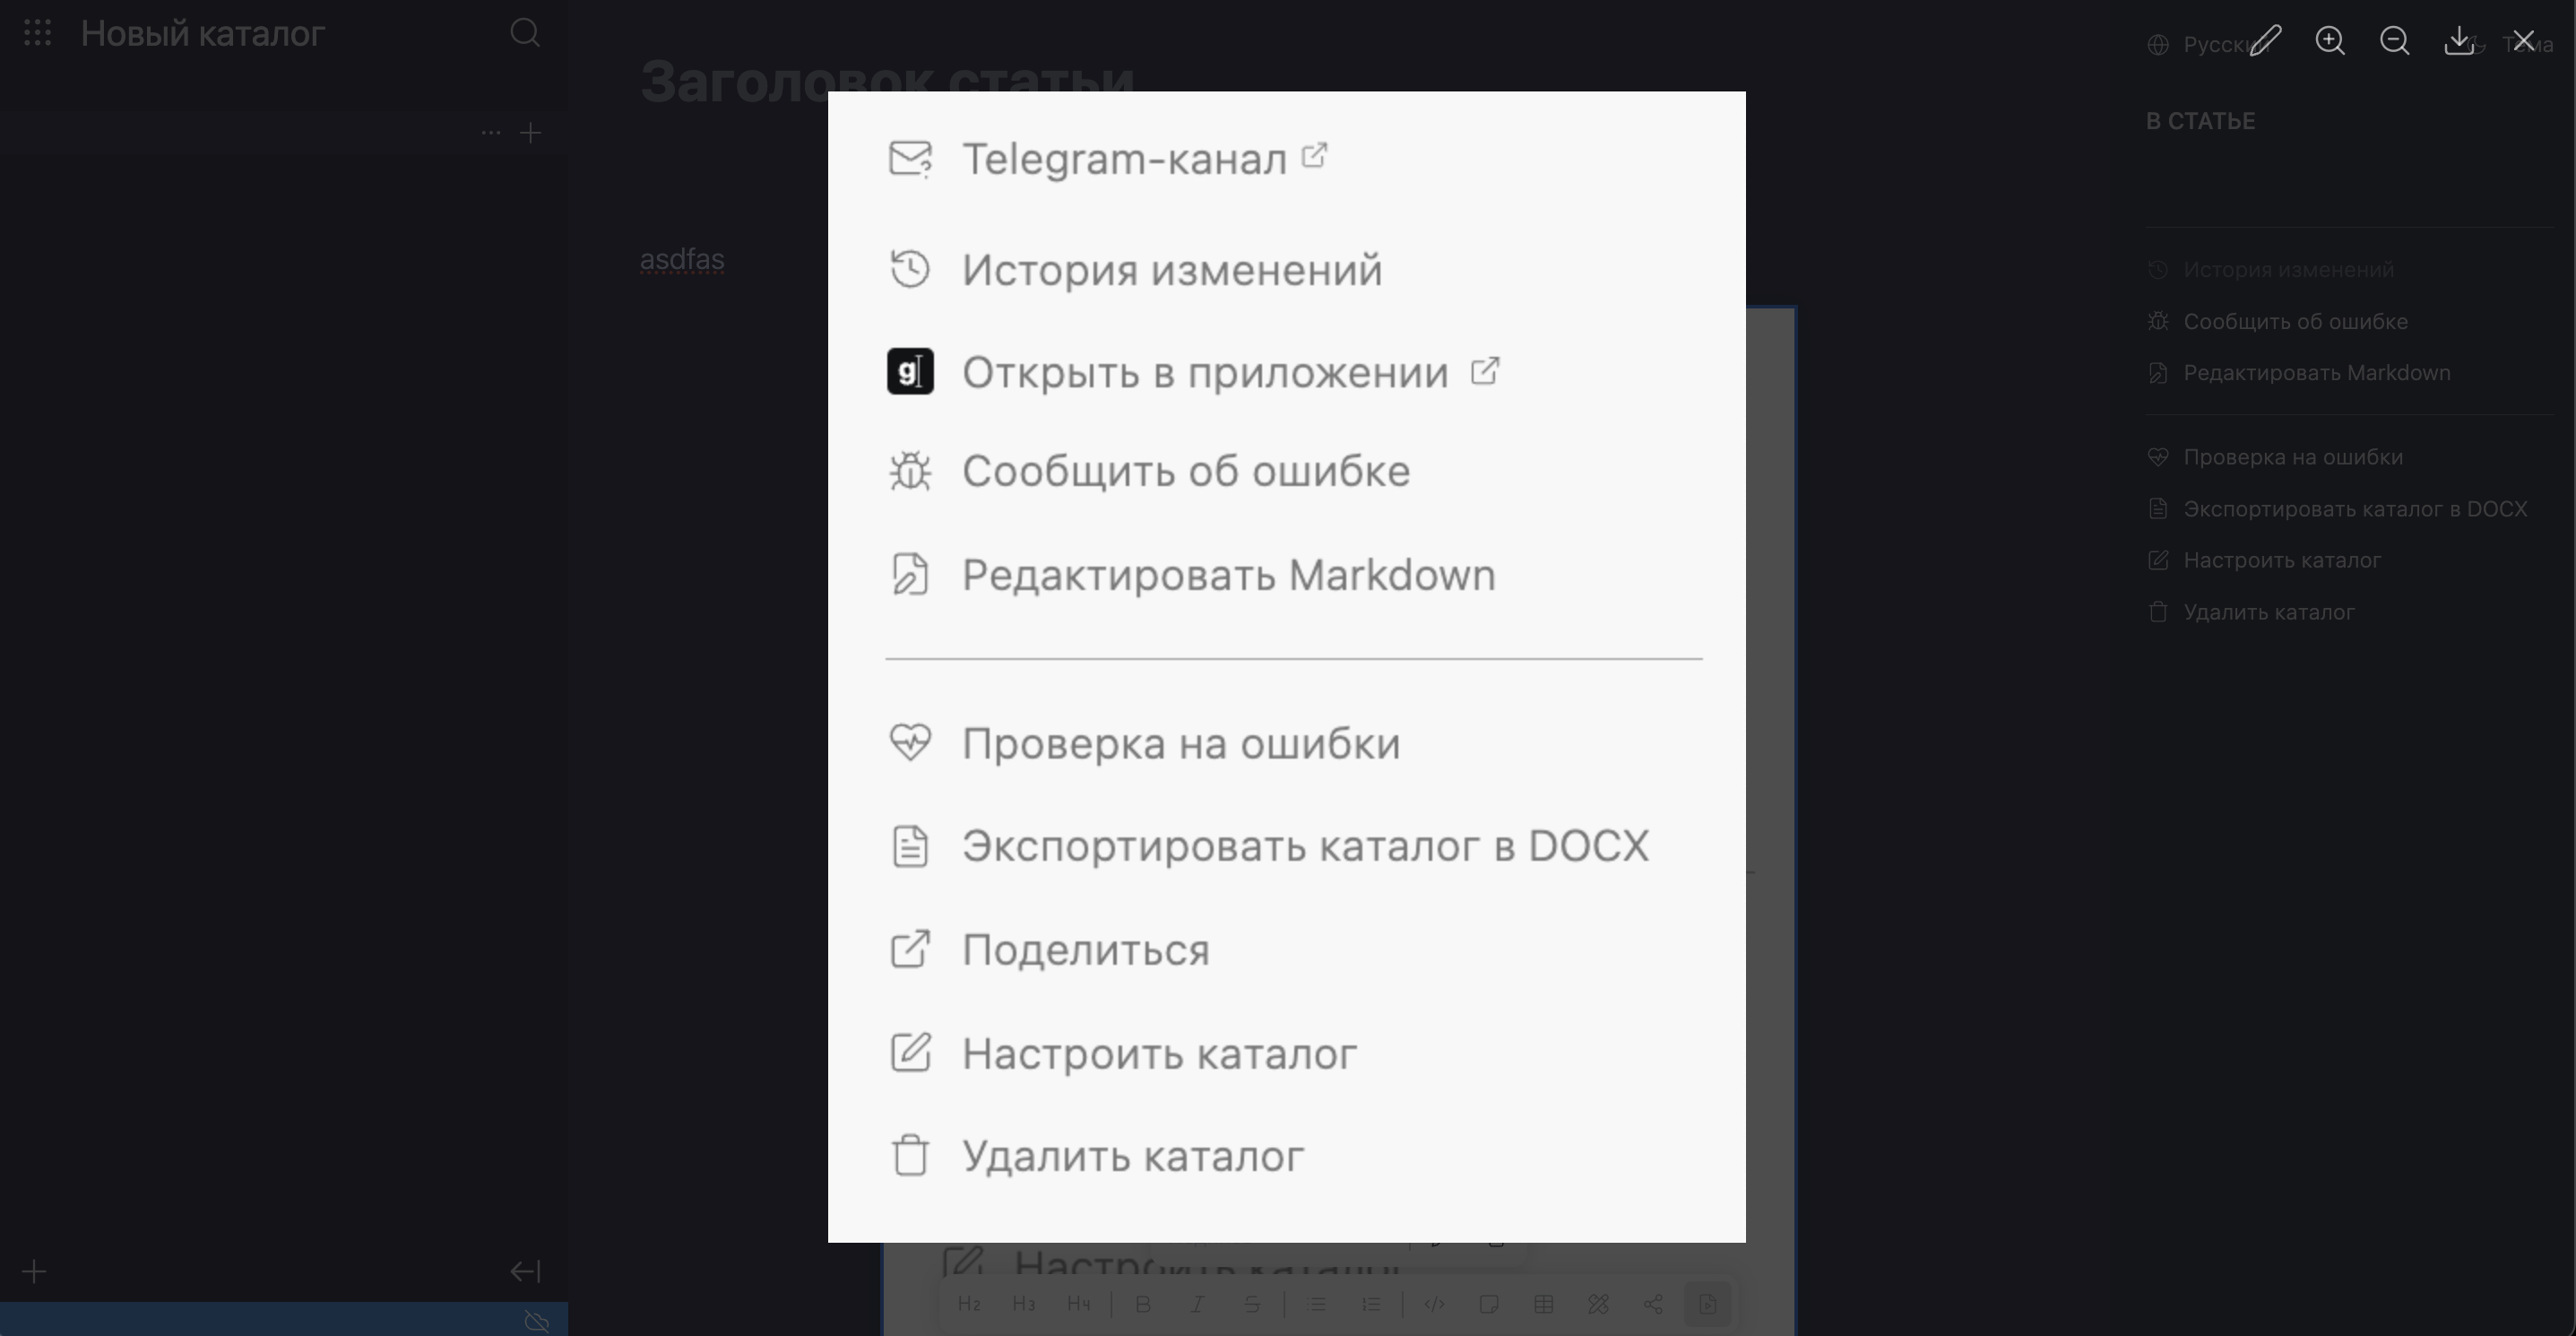 Новый каталог
Заголовок статьи
asdfas
Telegram-канал
История изменений
g
Открыть в приложении
Сообщить об ошибке
Редактировать Markdown
Проверка на ошибки
Экспортировать каталог в DOCX
Поделиться
Настроить каталог
Удалить каталог
H2 H3 H4 B I S
Русский
Тема
В СТАТЬЕ
История изменений
Сообщить об ошибке
Редактировать Markdown
Проверка на ошибки
Экспортировать каталог в DOCX
Настроить каталог
Удалить каталог